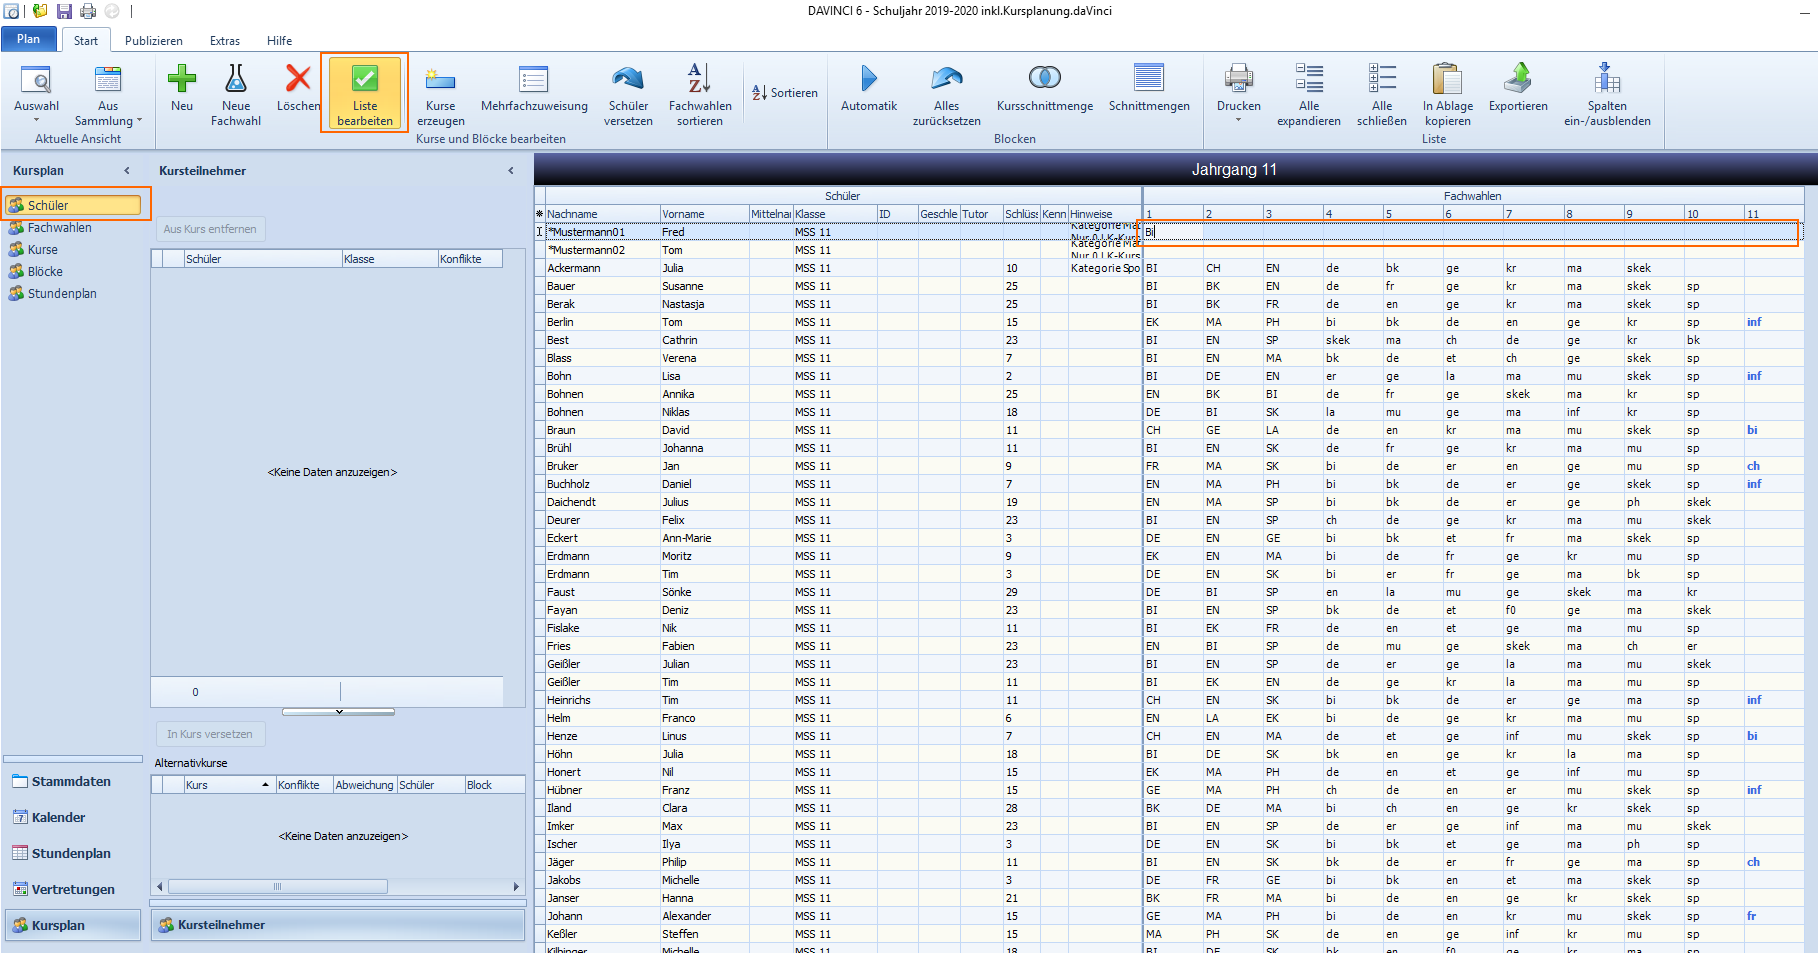 DAVINCI 6 - Schuljahr 2019-2020 inkl.Kursplanung.daVinci
Plan Start Publizieren Extras Hilfe
Auswahl
Aus Sammlung
Neu
Neue Fachwahl
Löschen
Liste bearbeiten
Kurse erzeugen
Mehrfachzuweisung
Schüler versetzen
Fachwahlen sortieren
Sortieren
Automatik
Alles zurücksetzen
Kursschnittmenge
Schnittmengen
Drucken
Alle expandieren
Alle schließen
In Ablage kopieren
Exportieren
Spalten ein-/ausblenden
Aktuelle Ansicht
Kurse und Blöcke bearbeiten
Blocken
Liste
Kursplan
Schüler
Fachwahlen
Kurse
Blöcke
Stundenplan
Stammdaten
Kalender
Stundenplan
Vertretungen
Kursplan
Kursteilnehmer
Aus Kurs entfernen
Schüler Klasse Konflikte
<Keine Daten anzuzeigen>
0
In Kurs versetzen
Alternativkurse
Kurs Konflikte Abweichung Schüler Block
<Keine Daten anzuzeigen>
Kursteilnehmer
Jahrgang 11
Schüler Fachwahlen
Nachname Vorname Mittelnar Klasse ID Geschle Tutor Schlüss Kenn Hinweise 1 2 3 4 5 6 7 8 9 10 11
*Mustermann01 Fred MSS 11 Bi
*Mustermann02 Tom MSS 11
Ackermann Julia MSS 11 10 Kategorie Spo BI CH EN de bk ge kr ma skek
Bauer Susanne MSS 11 25 BI BK EN de fr ge kr ma skek sp
Berak Nastasja MSS 11 25 BI BK FR de en ge kr ma skek sp
Berlin Tom MSS 11 15 EK MA PH bi bk de en ge kr sp inf
Best Cathrin MSS 11 23 BI EN SP skek ma ch de ge kr bk
Blass Verena MSS 11 7 BI EN MA bk de et ch ge skek sp
Bohn Lisa MSS 11 2 BI DE EN er ge la ma mu skek sp inf
Bohnen Annika MSS 11 25 EN BK BI de fr ge skek ma kr sp
Bohnen Niklas MSS 11 18 DE BI SK la mu ge ma inf kr sp
Braun David MSS 11 11 CH GE LA de en kr ma mu skek sp bi
Brühl Johanna MSS 11 11 BI EN SK de fr ge kr ma mu sp
Bruker Jan MSS 11 9 FR MA SK bi de er en ge mu sp ch
Buchholz Daniel MSS 11 7 EN MA PH bi bk de er ge skek sp inf
Daichendt Julius MSS 11 19 EN MA SP bi bk de er ge ph skek
Deurer Felix MSS 11 23 BI EN SP ch de ge kr ma mu skek
Eckert Ann-Marie MSS 11 3 DE EN GE bi bk et fr ma skek sp
Erdmann Moritz MSS 11 9 EK EN MA bi de fr ge kr mu sp
Erdmann Tim MSS 11 3 DE EN SK bi er fr ge ma bk sp
Faust Sönke MSS 11 29 DE BI SP en la mu ge skek ma kr
Fayan Deniz MSS 11 23 BI EN SP bk de et f0 ge ma skek
Fislake Nik MSS 11 11 BI EK FR de en et ge ma mu sp
Fries Fabien MSS 11 23 EN BI SP de mu ge skek ma ch er
Geißler Julian MSS 11 23 BI EN SP de er ge la ma mu skek
Geißler Tim MSS 11 11 BI EK EN de ge kr la ma mu sp
Heinrichs Tim MSS 11 11 CH EN SK bi bk de er ge ma sp inf
Helm Franco MSS 11 6 EN LA EK bi de ge kr ma mu sp
Henze Linus MSS 11 7 CH EN MA de et ge inf mu skek sp bi
Höhn Julia MSS 11 18 BI DE SK bk en ge kr la ma sp
Honert Nil MSS 11 15 EK MA PH de en et ge inf mu sp
Hübner Franz MSS 11 15 GE MA PH ch de en er mu skek sp inf
Iland Clara MSS 11 28 BK DE MA bi ch en ge kr skek sp
Imker Max MSS 11 23 BI EN SP de er ge inf ma mu skek
Ischer Ilya MSS 11 3 DE EN SK bi bk et ge ma ph sp
Jäger Philip MSS 11 11 BI EN SK bk de er fr ge ma sp ch
Jakobs Michelle MSS 11 3 DE FR GE bi bk en et ma skek sp
Janser Hanna MSS 11 21 BK FR MA bi de en ge kr skek sp
Johann Alexander MSS 11 15 GE MA PH bi de en kr mu skek sp fr
Keßler Steffen MSS 11 15 MA PH SK de en ge inf kr mu sp
Kilbinger Michelle MSS 11 18 BI DE SK bk en f0 ge kr ma sp